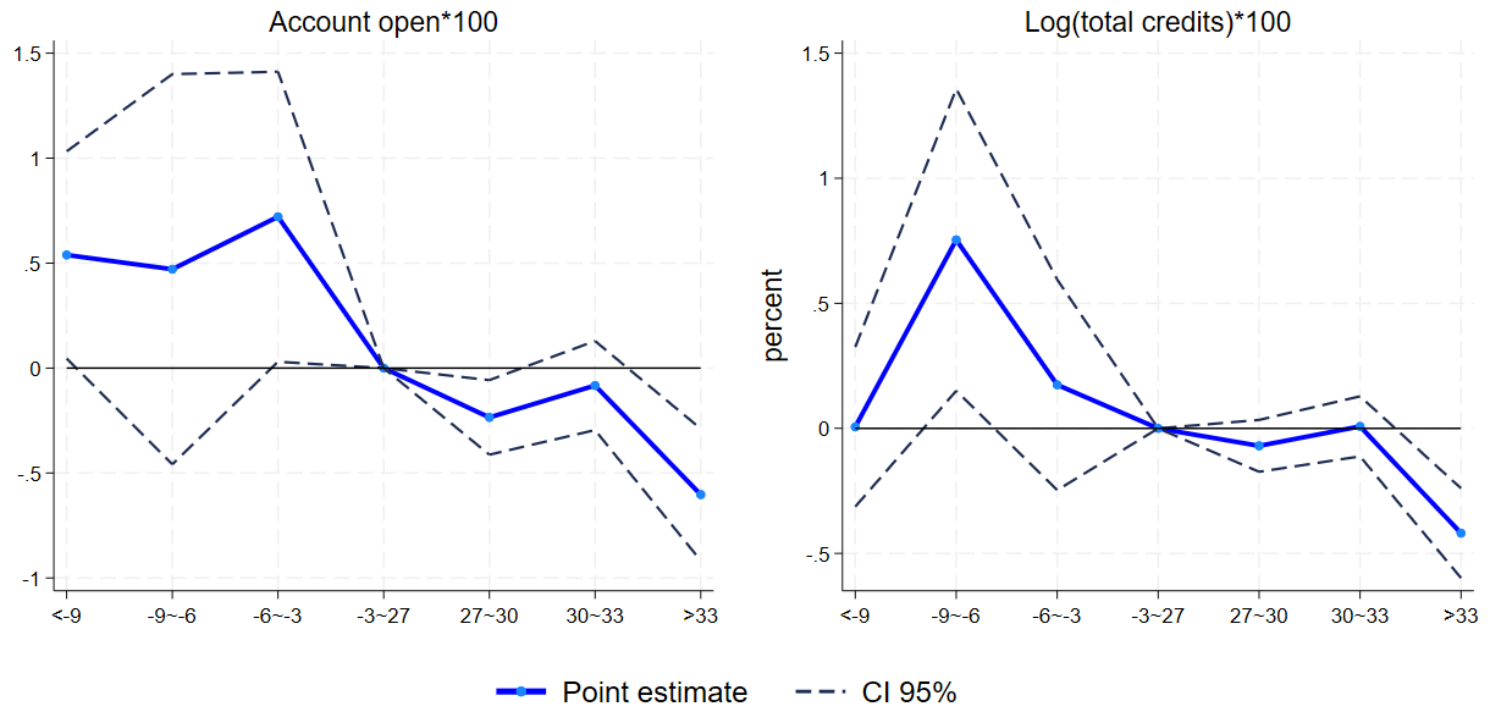 Account open*100
1.5
1
.5
0
-.5
-1
<-9 -9~-6 -6~-3 -3~27 27~30 30~33 >33
Log(total credits)*100
percent
1.5
1
.5
0
-.5
<-9 -9~-6 -6~-3 -3~27 27~30 30~33 >33
Point estimate CI 95%